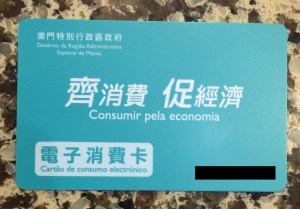 澳門特別行政區政府
Governo da Região Administrativa
Especial de Macau
齊消費 促經濟
Consumir pela economia
電子消費卡
Cartão de consumo electrónico